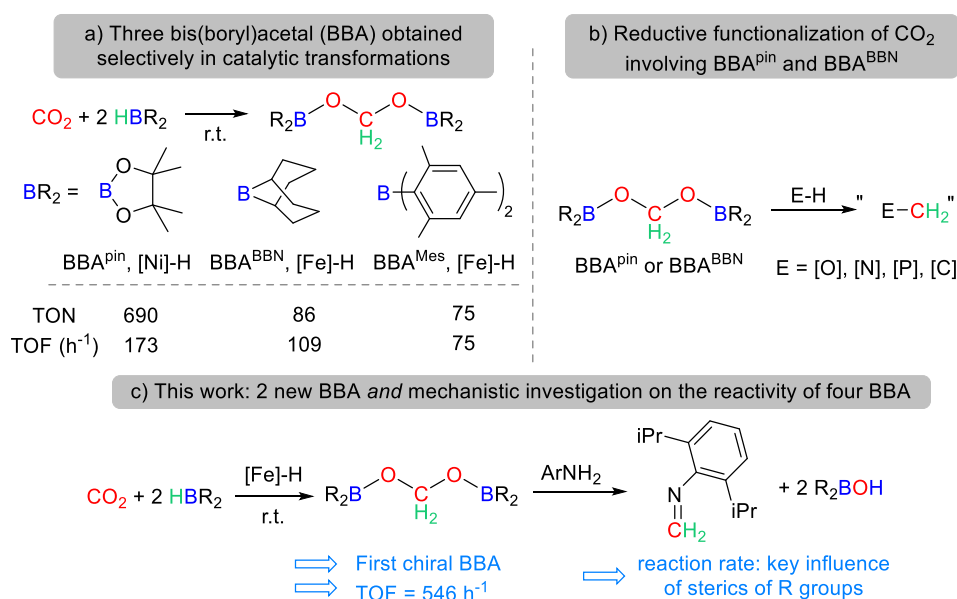 a) Three bis(boryl)acetal (BBA) obtained
selectively in catalytic transformations
CO2 + 2 HBR2
r.t.
R2B O C H2 O BR2
BR2 = B O O B B 2
BBApin, [Ni]-H BBABBN, [Fe]-H BBAMes, [Fe]-H
TON 690 86 75
TOF (h-1) 173 109 75
b) Reductive functionalization of CO2
involving BBApin and BBABBN
R2B O C H2 O BR2
E-H
" E CH2"
BBApin or BBABBN
E = [O], [N], [P], [C]
c) This work: 2 new BBA and mechanistic investigation on the reactivity of four BBA
CO2 + 2 HBR2
[Fe]-H
r.t.
R2B O C H2 O BR2
ArNH2
iPr
N
iPr
CH2
+ 2 R2BOH
First chiral BBA
TOF = 546 h-1
reaction rate: key influence
of sterics of R groups